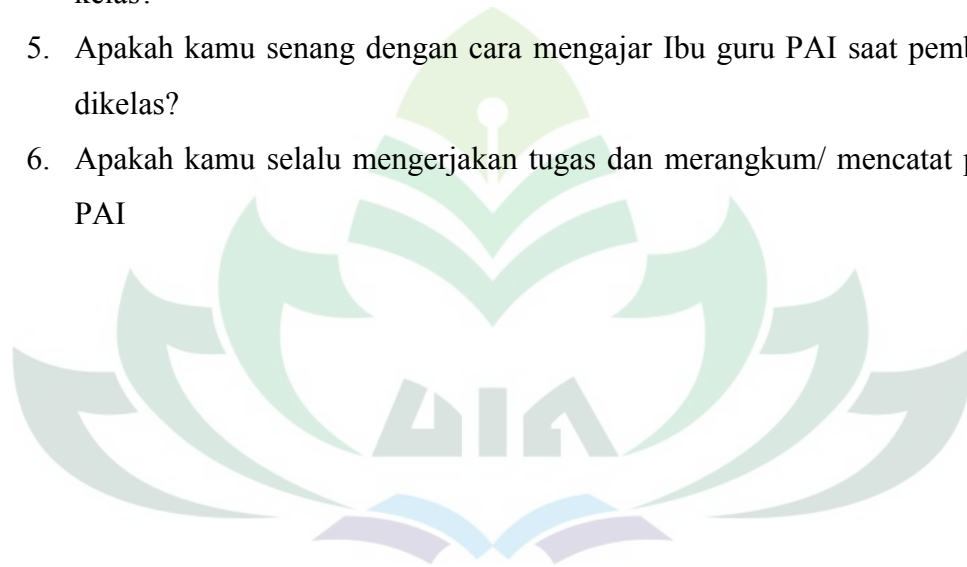 kelas?
5. Apakah kamu senang dengan cara mengajar Ibu guru PAI saat
dikelas?
6. Apakah kamu selalu mengerjakan tugas dan merangkum/ mencatat
PAI